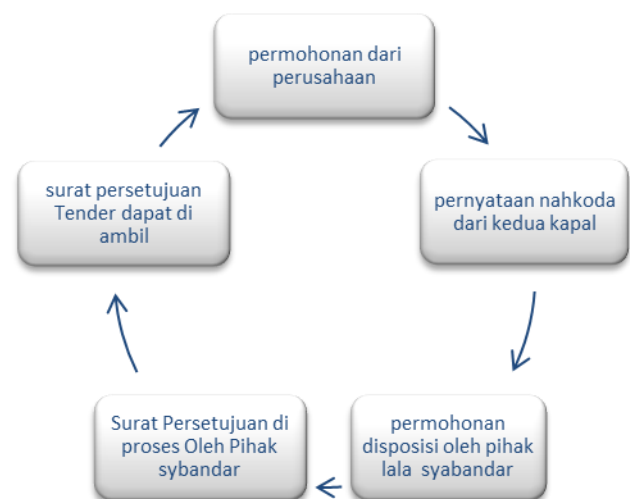 permohonan dari
perusahaan
pernyataan nahkoda
dari kedua kapal
permohonan
disposisi oleh pihak
lala syabandar
Surat Persetujuan di
proses Oleh Pihak
sybandar
surat persetujuan
Tender dapat di
ambil